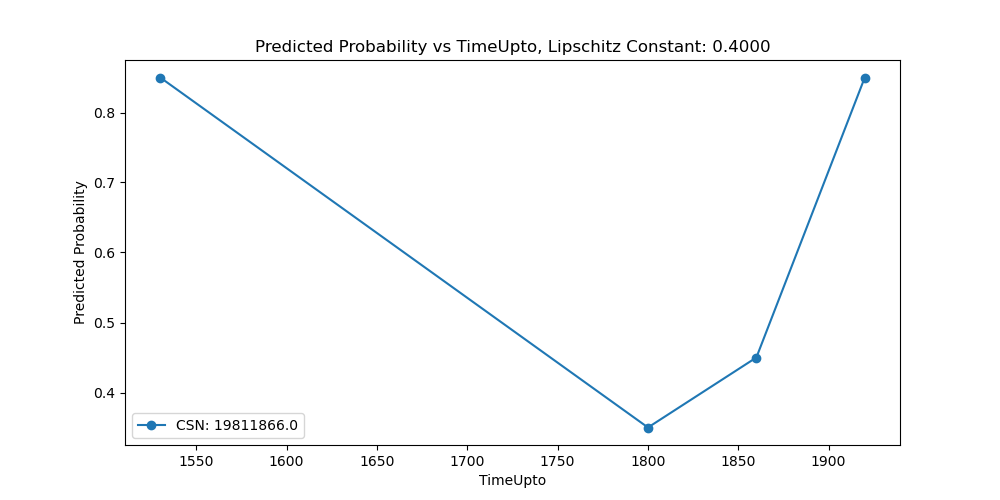 Predicted Probability vs TimeUpto, Lipschitz Constant: 0.4000
Predicted Probability
0.8
0.7
0.6
0.5
0.4
CSN: 19811866.0
1550 1600 1650 1700 1750 1800 1850 1900
TimeUpto